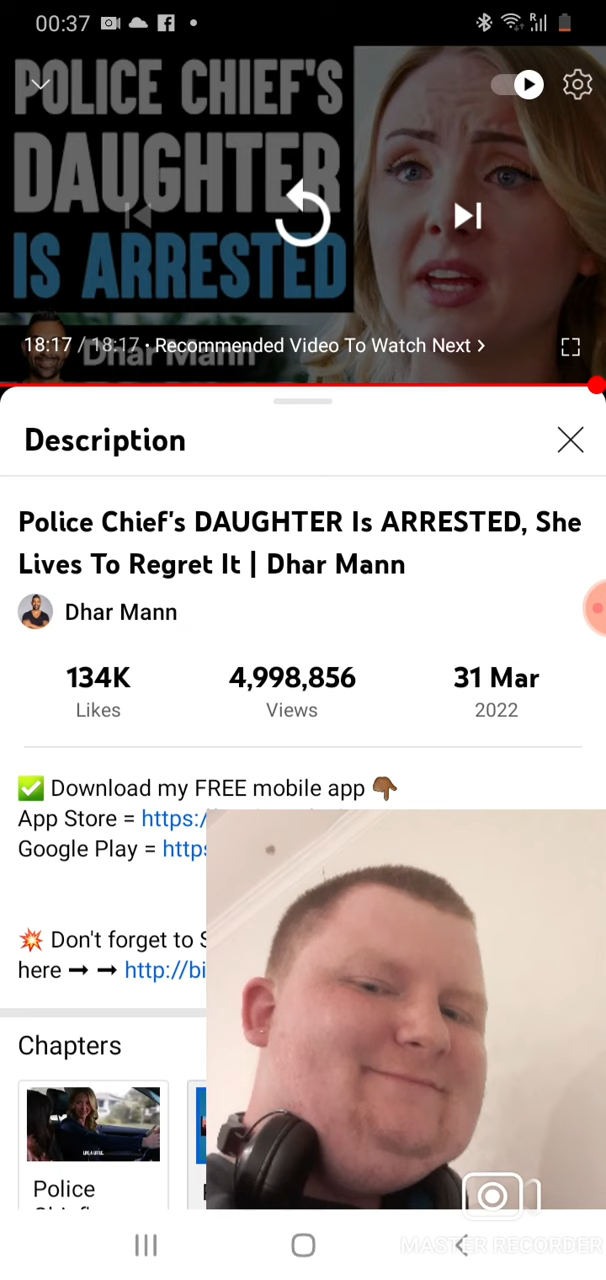 00:37
POLICE CHIEF'S
DAUGHTER
IS ARRESTED
Dhar Mann
18:17 / 18:17 · Recommended Video To Watch Next >
Description
Police Chief's DAUGHTER Is ARRESTED, She
Lives To Regret It | Dhar Mann
Dhar Mann
134K 4,998,856 31 Mar
Likes Views 2022
✅ Download my FREE mobile app 👇🏾
App Store = https:/
Google Play = https
💥 Don't forget to S
here ➞ ➞ http://bi
Chapters
Police
MASTER RECORDER